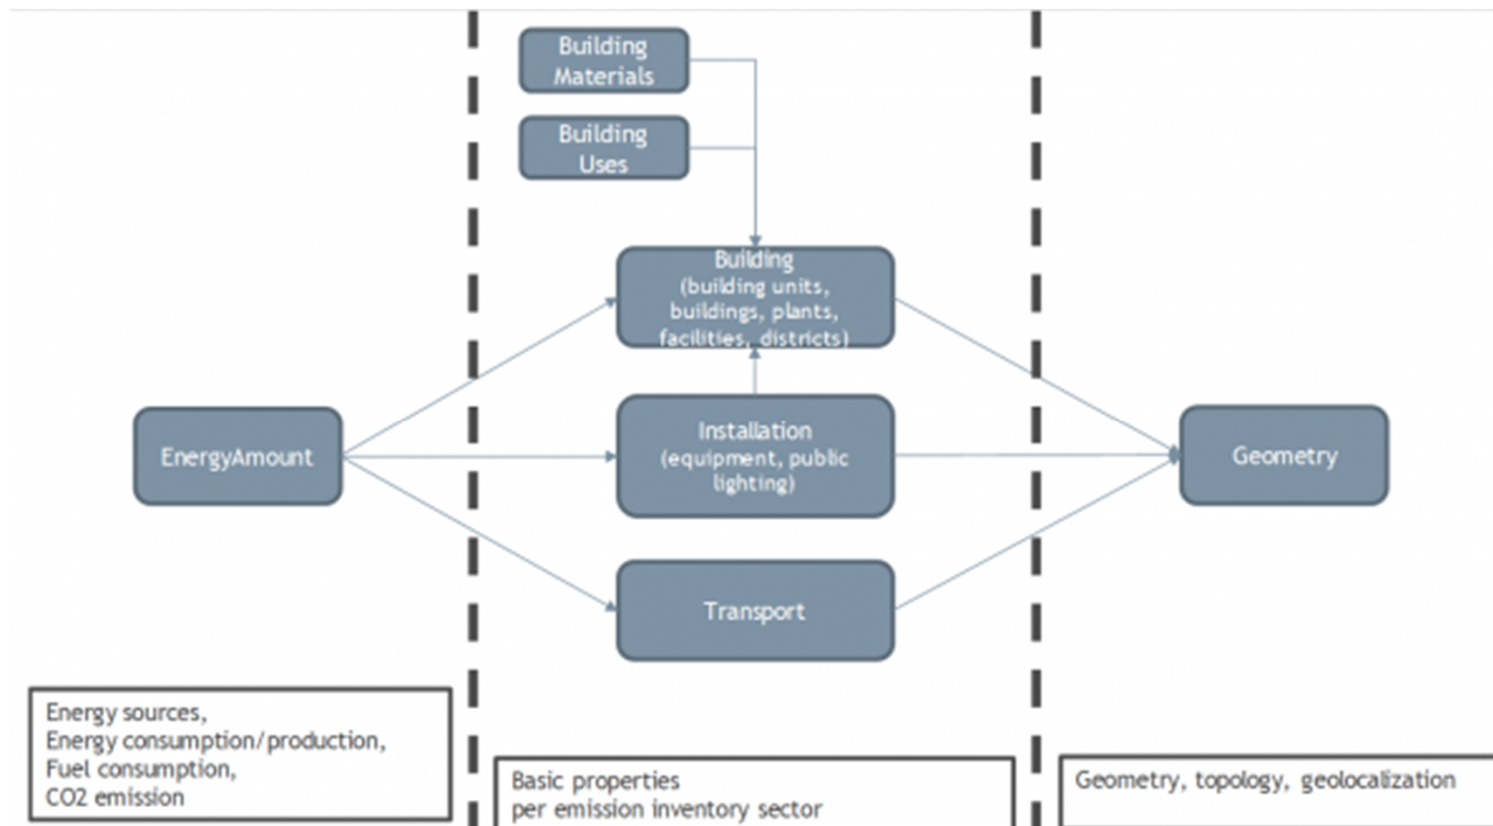 Building
Materials
Building
Uses
Building
(building units,
buildings, plants,
facilities, districts)
EnergyAmount
Installation
(equipment, public
lighting)
Geometry
Transport
Energy sources,
Energy consumption/production,
Fuel consumption,
CO2 emission
Basic properties
per emission inventory sector
Geometry, topology, geolocalization